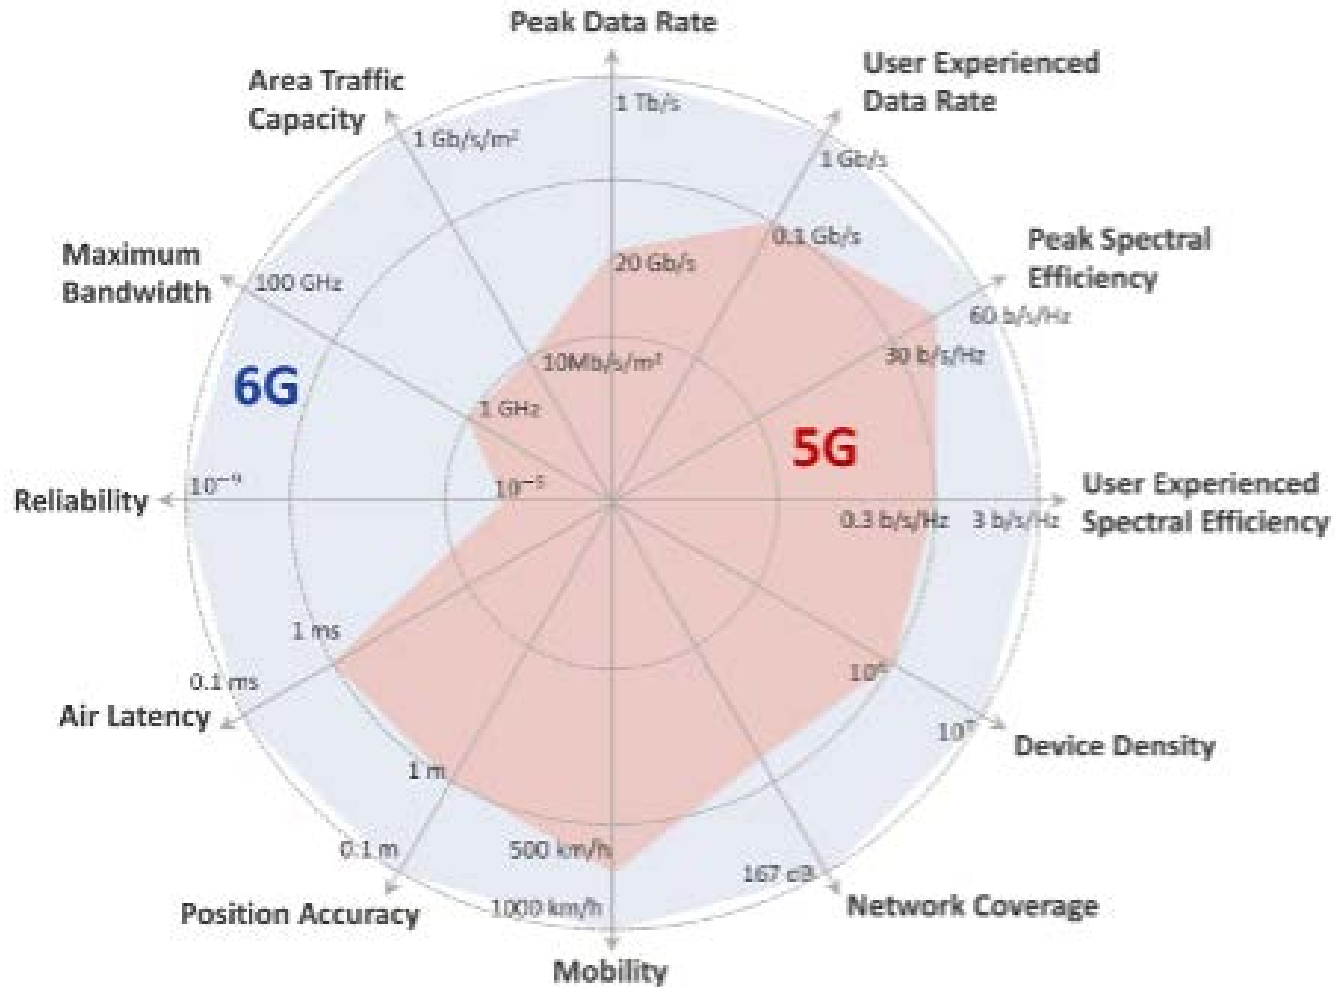 Peak Data Rate
User Experienced
Data Rate
Area Traffic
Capacity
1 Tb/s
1 Gb/s/m²
1 Gb/s
Peak Spectral
Efficiency
Maximum
Bandwidth
0.1 Gb/s
20 Gb/s
100 GHz
60 b/s/Hz
30 b/s/Hz
10Mb/s/m²
6G
1 GHz
5G
Reliability
10⁻⁹
10⁻⁵
User Experienced
Spectral Efficiency
0.3 b/s/Hz
3 b/s/Hz
1 ms
0.1 ms
10⁶
Air Latency
10⁷
Device Density
1 m
0.1 m
500 km/h
167 dB
1000 km/h
Position Accuracy
Network Coverage
Mobility